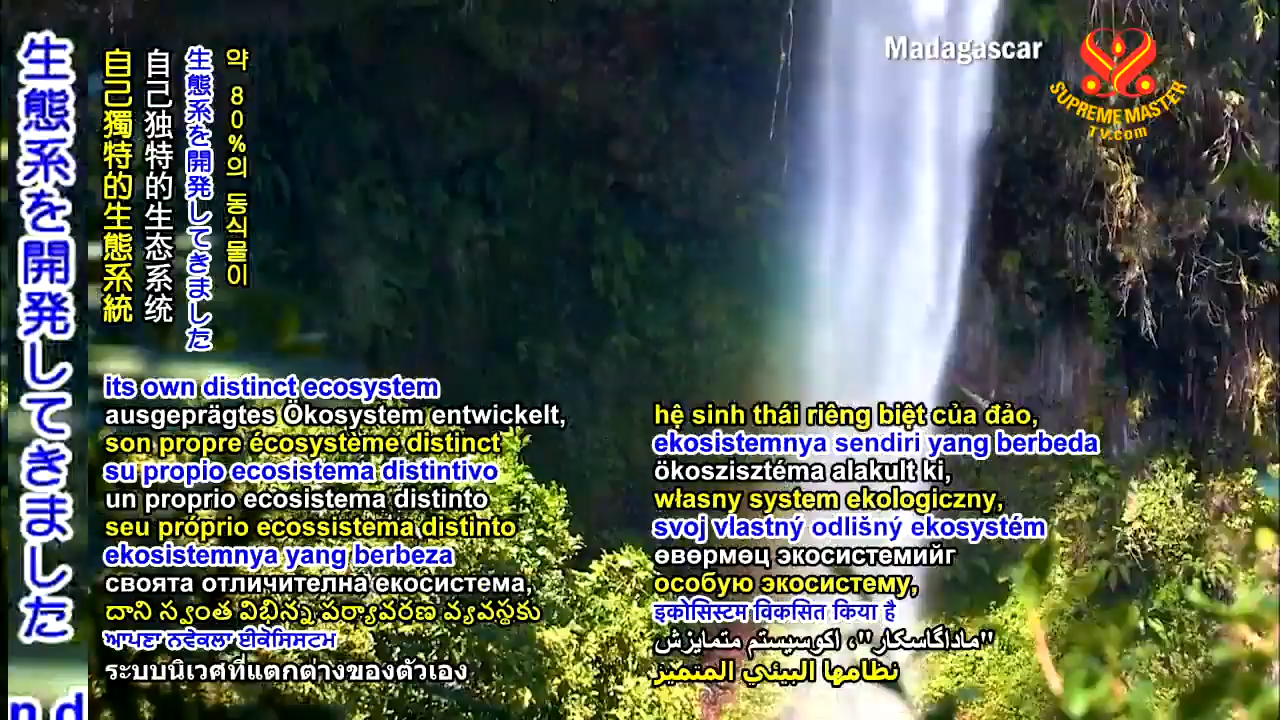 生態系を開発してきました
自己獨特的生態系統
自己独特的生态系统
生態系を開発してきました
약 80%의 동식물이
Madagascar
SUPREME MASTER
TV.com
its own distinct ecosystem
ausgeprägtes Ökosystem entwickelt,
son propre écosystème distinct
su propio ecosistema distintivo
un proprio ecosistema distinto
seu próprio ecossistema distinto
ekosistemnya yang berbeza
своята отличителна екосистема,
దాని స్వంత విభిన్న పర్యావరణ వ్యవస్థకు
ਆਪਣਾ ਨਵੇਕਲਾ ਈਕੋਸਿਸਟਮ
ระบบนิเวศที่แตกต่างของตัวเอง
hệ sinh thái riêng biệt của đảo,
ekosistemnya sendiri yang berbeda
ökoszisztéma alakult ki,
własny system ekologiczny,
svoj vlastný odlišný ekosystém
өвөрмөц экосистемийг
особую экосистему,
इकोसिस्टम विकसित किया है
"ماداگاسکار"، اکوسیستم متمایزش
نظامها البيئي المتميز